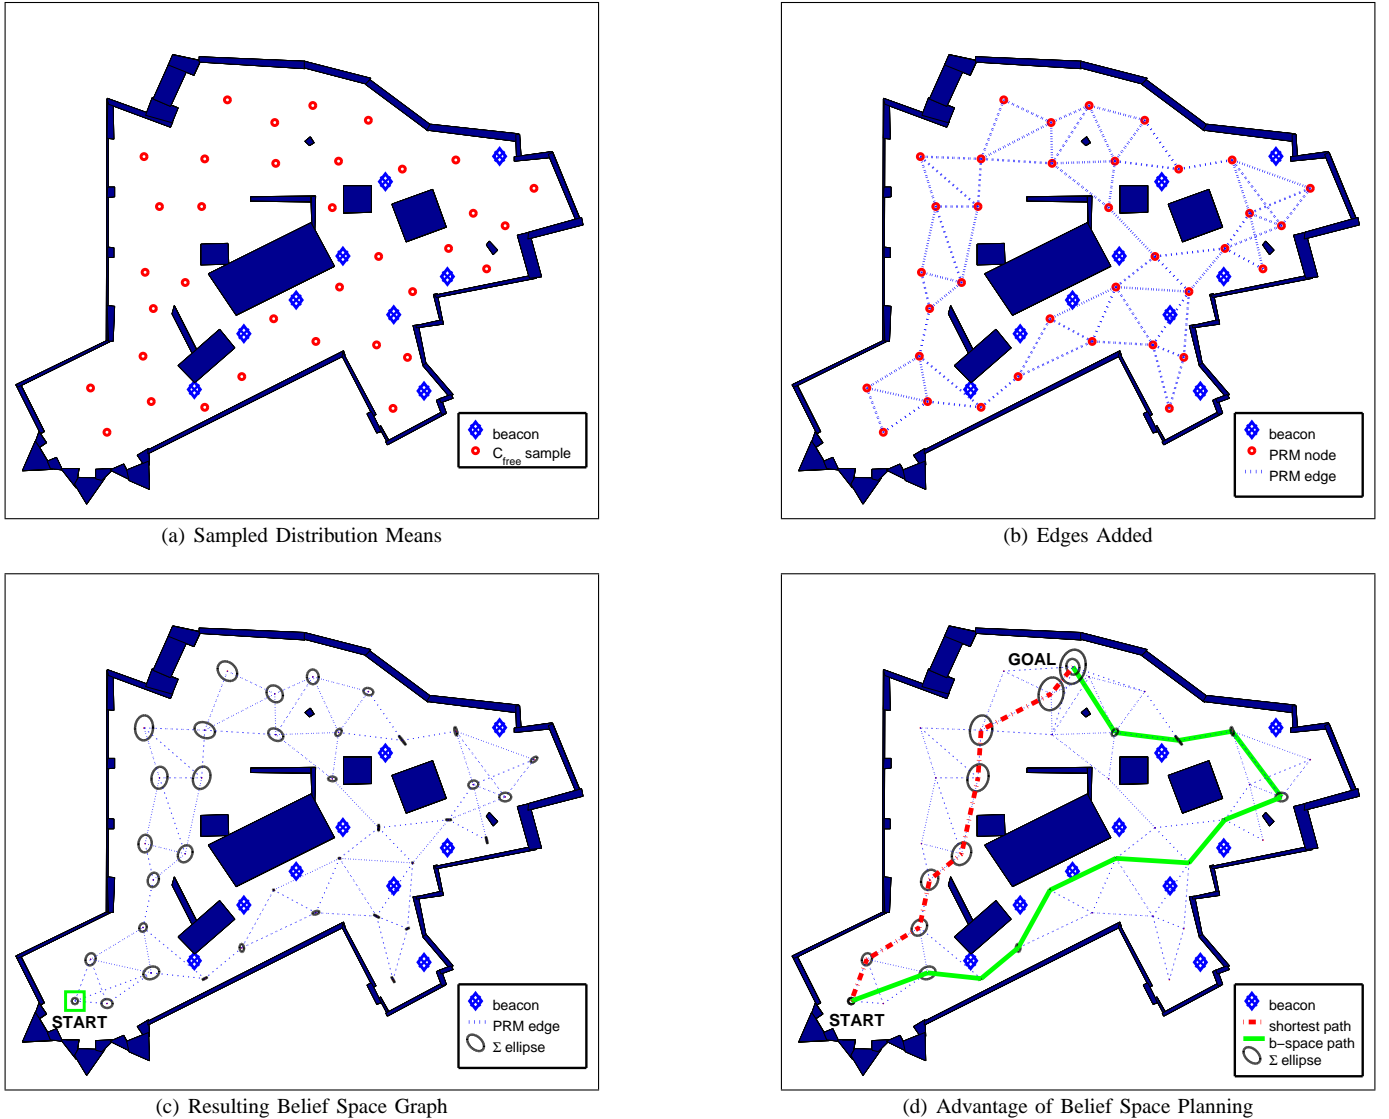 beacon
C_free sample
(a) Sampled Distribution Means
beacon
PRM node
PRM edge
(b) Edges Added
START
beacon
PRM edge
Σ ellipse
(c) Resulting Belief Space Graph
GOAL
START
beacon
shortest path
b−space path
Σ ellipse
(d) Advantage of Belief Space Planning